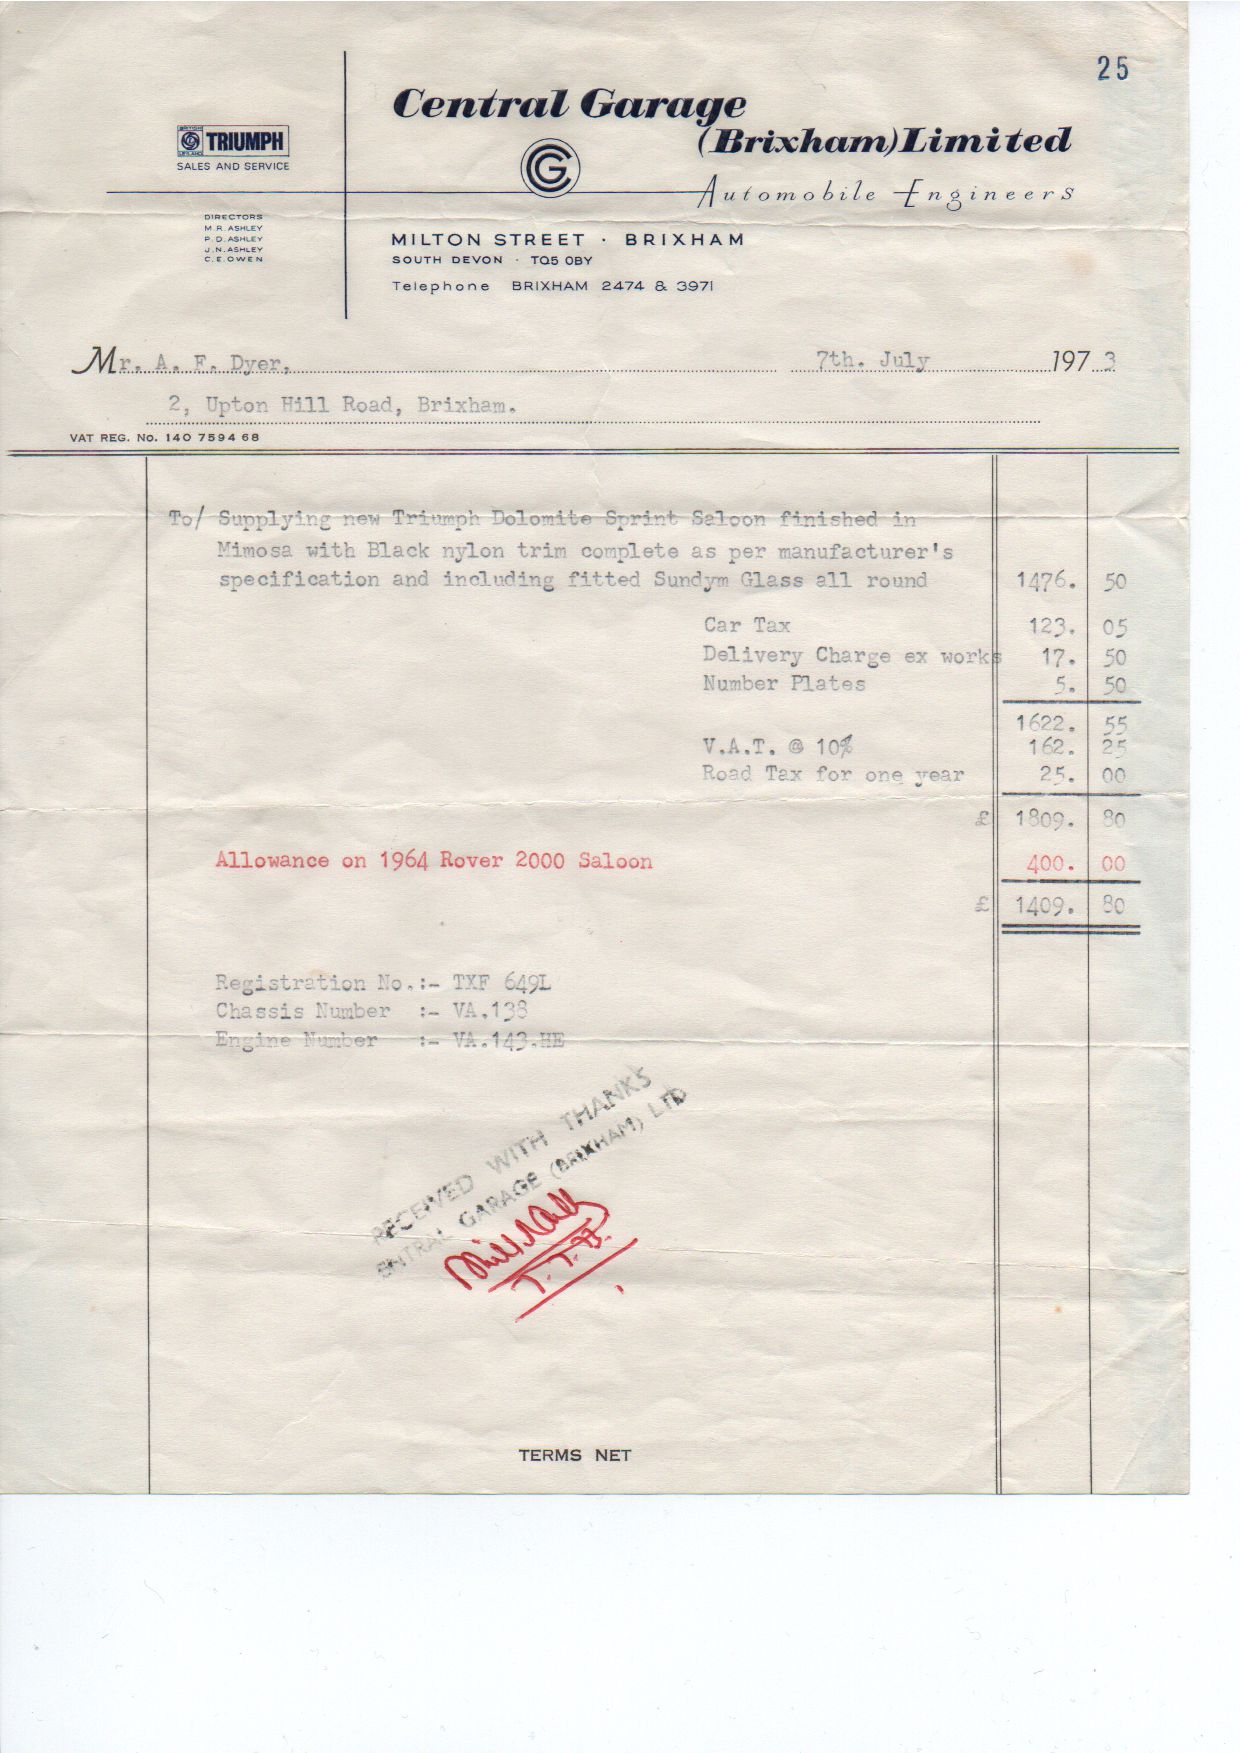 25
Central Garage
(Brixham) Limited
BRITISH
LEYLAND
TRIUMPH
SALES AND SERVICE
Automobile Engineers
DIRECTORS
M.R.ASHLEY
P.D.ASHLEY
J.N.ASHLEY
C.E.OWEN
MILTON STREET · BRIXHAM
SOUTH DEVON · TQ5 0BY
Telephone BRIXHAM 2474 & 3971
Mr. A. F. Dyer, 7th. July 1973
2, Upton Hill Road, Brixham.
VAT REG. No. 140 7594 68
To/ Supplying new Triumph Dolomite Sprint Saloon finished in
Mimosa with Black nylon trim complete as per manufacturer's
specification and including fitted Sundym Glass all round 1476. 50
Car Tax 123. 05
Delivery Charge ex works 17. 50
Number Plates 5. 50
1622. 55
V.A.T. @ 10% 162. 25
Road Tax for one year 25. 00
£ 1809. 80
Allowance on 1964 Rover 2000 Saloon 400. 00
£ 1409. 80
Registration No.:- TXF 649L
Chassis Number :- VA.138
Engine Number :- VA.143.HE
RECEIVED WITH THANKS
ENTRAL GARAGE (BRIXHAM) LTD
7.7.73.
TERMS NET